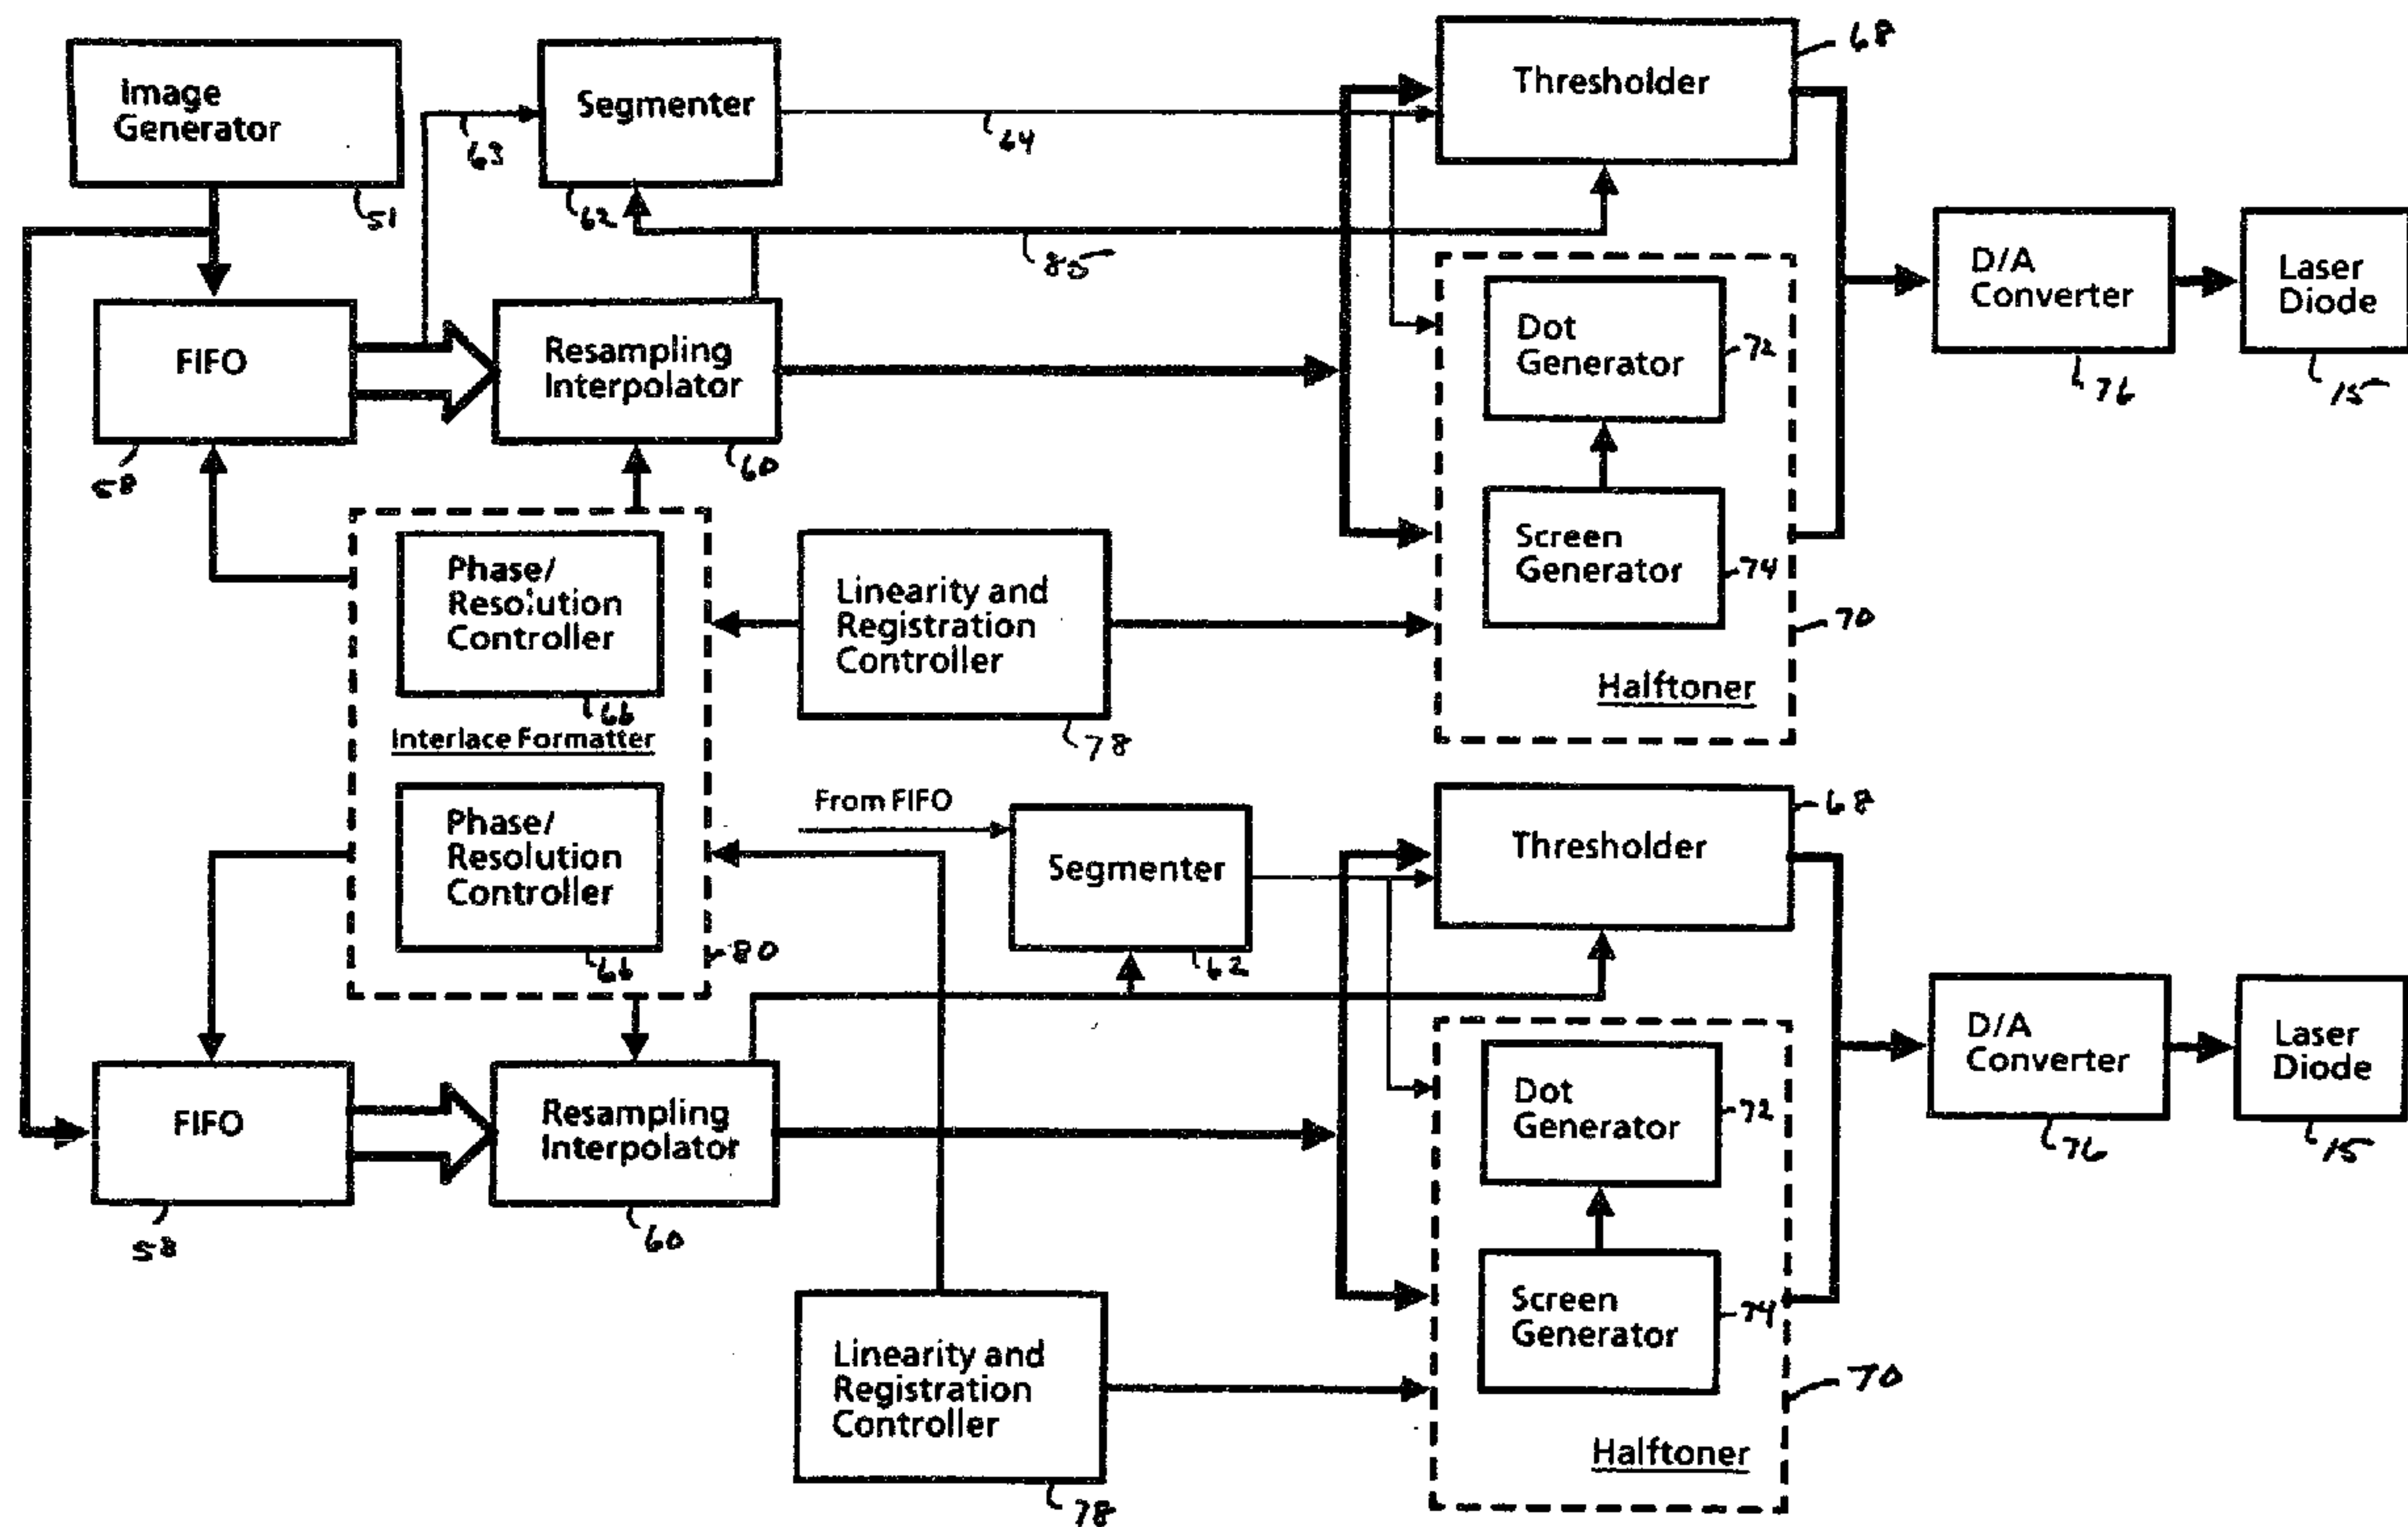 Image
Generator
51
63
Segmenter
62
64
Thresholder
68
85
FIFO
58
Resampling
Interpolator
60
Dot
Generator
72
Screen
Generator
74
Halftoner
70
D/A
Converter
76
Laser
Diode
15
Phase/
Resolution
Controller
66
Interlace Formatter
Phase/
Resolution
Controller
66
80
Linearity and
Registration
Controller
78
From FIFO
Segmenter
62
Thresholder
68
FIFO
58
Resampling
Interpolator
60
Dot
Generator
72
Screen
Generator
74
Halftoner
70
D/A
Converter
76
Laser
Diode
15
Linearity and
Registration
Controller
78